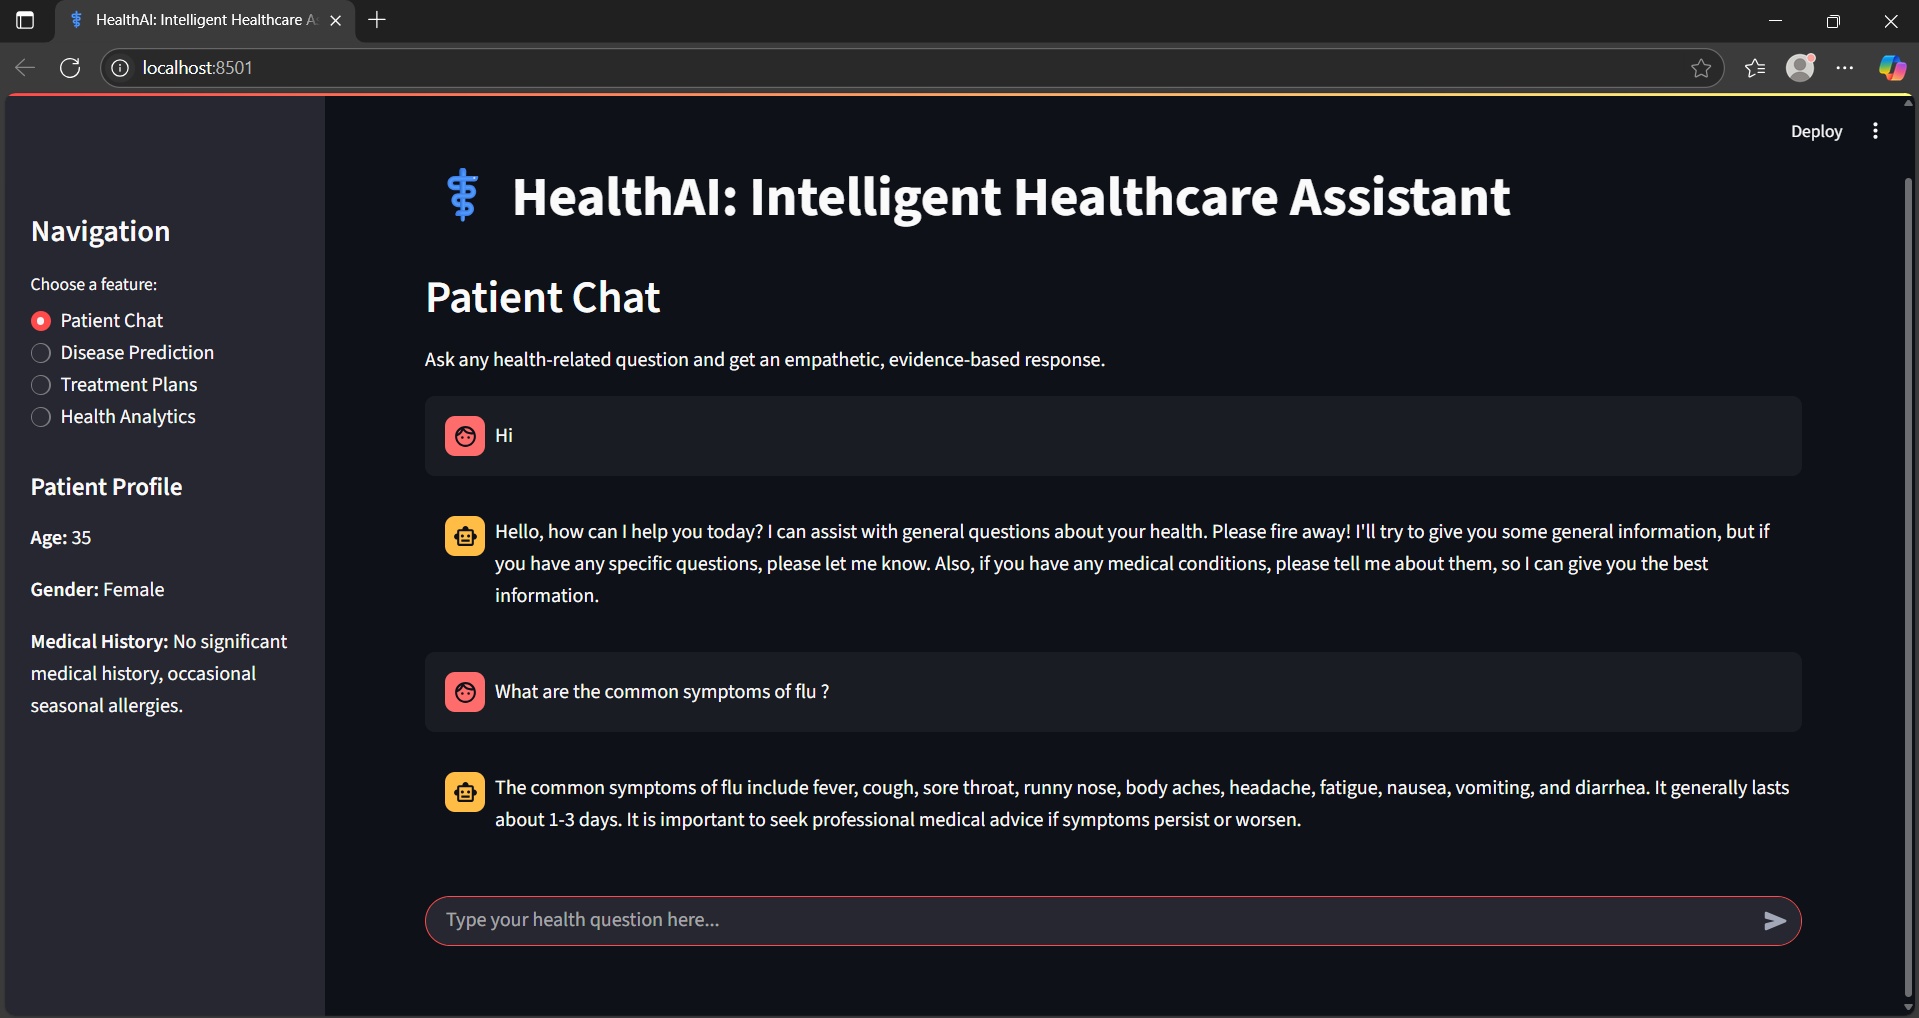 HealthAI: Intelligent Healthcare A
localhost:8501
Deploy
Navigation
Choose a feature:
Patient Chat
Disease Prediction
Treatment Plans
Health Analytics
Patient Profile
Age: 35
Gender: Female
Medical History: No significant
medical history, occasional
seasonal allergies.
HealthAI: Intelligent Healthcare Assistant
Patient Chat
Ask any health-related question and get an empathetic, evidence-based response.
Hi
Hello, how can I help you today? I can assist with general questions about your health. Please fire away! I'll try to give you some general information, but if
you have any specific questions, please let me know. Also, if you have any medical conditions, please tell me about them, so I can give you the best
information.
What are the common symptoms of flu ?
The common symptoms of flu include fever, cough, sore throat, runny nose, body aches, headache, fatigue, nausea, vomiting, and diarrhea. It generally lasts
about 1-3 days. It is important to seek professional medical advice if symptoms persist or worsen.
Type your health question here...